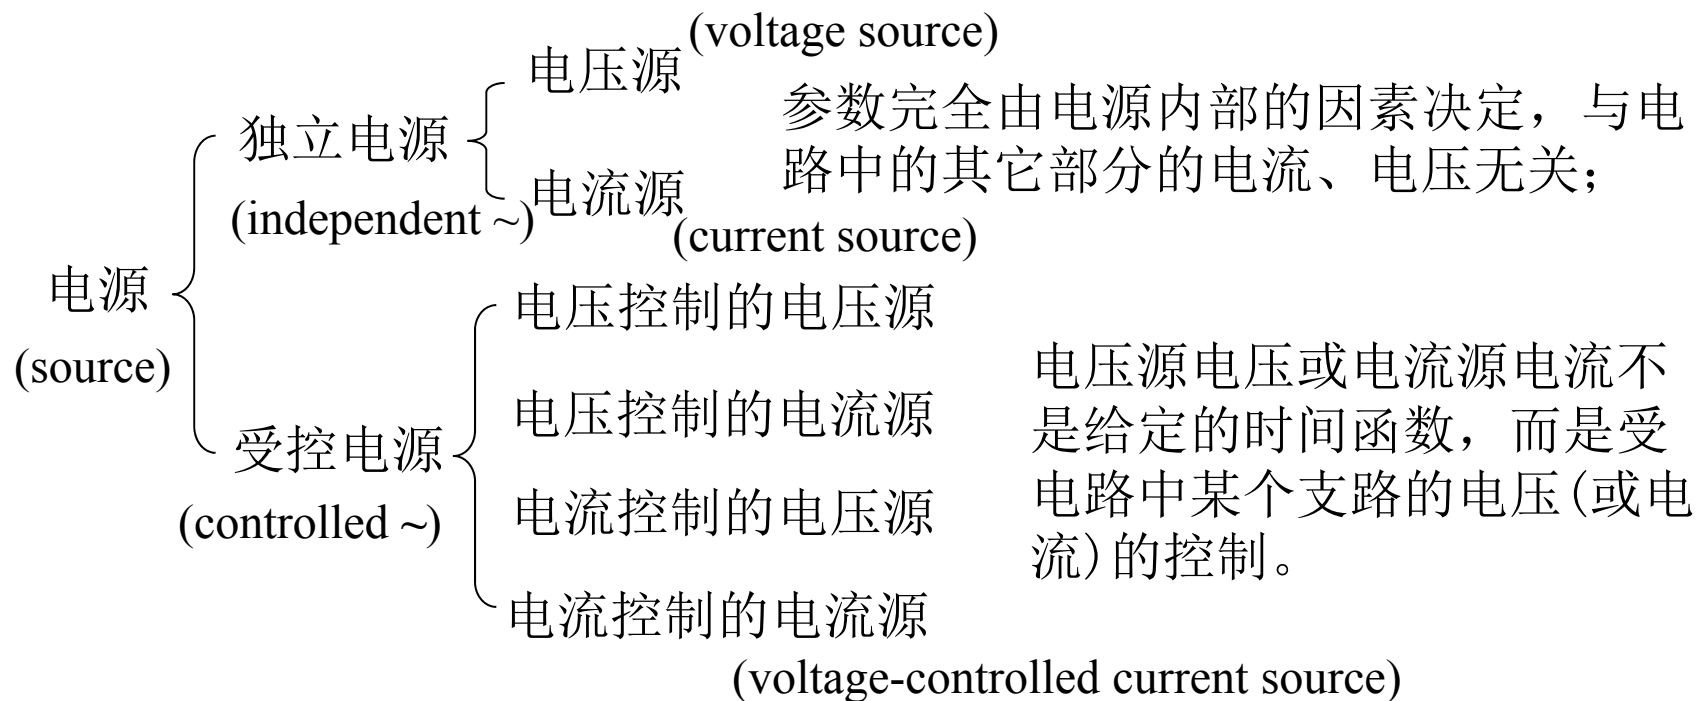 电源
(source)
独立电源
(independent ~)
电压源
(voltage source)
电流源
(current source)
参数完全由电源内部的因素决定，与电
路中的其它部分的电流、电压无关；
受控电源
(controlled ~)
电压控制的电压源
电压控制的电流源
电流控制的电压源
电流控制的电流源
(voltage-controlled current source)
电压源电压或电流源电流不
是给定的时间函数，而是受
电路中某个支路的电压(或电
流)的控制。